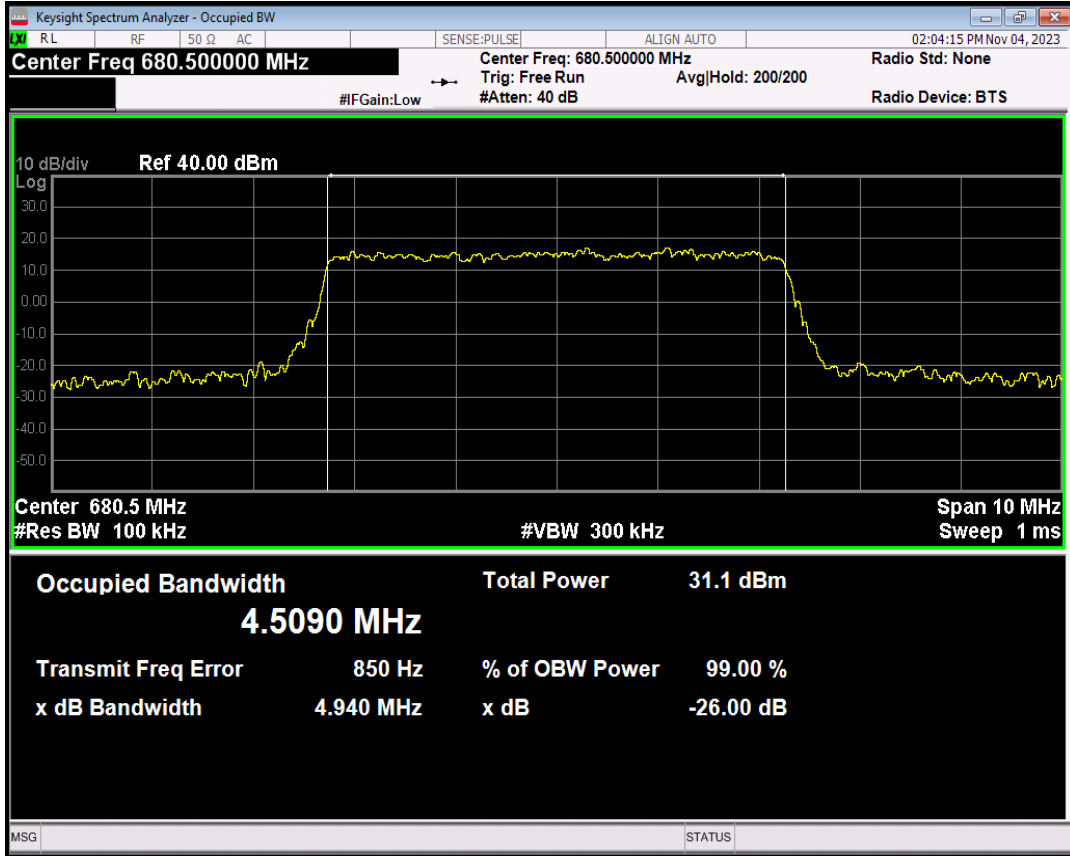 Keysight Spectrum Analyzer - Occupied BW
LXI RL RF 50 Ω AC SENSE:PULSE ALIGN AUTO 02:04:15 PM Nov 04, 2023
Center Freq 680.500000 MHz Center Freq: 680.500000 MHz Radio Std: None
Trig: Free Run Avg|Hold: 200/200
#IFGain:Low #Atten: 40 dB Radio Device: BTS
10 dB/div Ref 40.00 dBm
Log
30.0
20.0
10.0
0.00
-10.0
-20.0
-30.0
-40.0
-50.0
Center 680.5 MHz Span 10 MHz
#Res BW 100 kHz #VBW 300 kHz Sweep 1 ms
Occupied Bandwidth Total Power 31.1 dBm
4.5090 MHz
Transmit Freq Error 850 Hz % of OBW Power 99.00 %
x dB Bandwidth 4.940 MHz x dB -26.00 dB
MSG STATUS